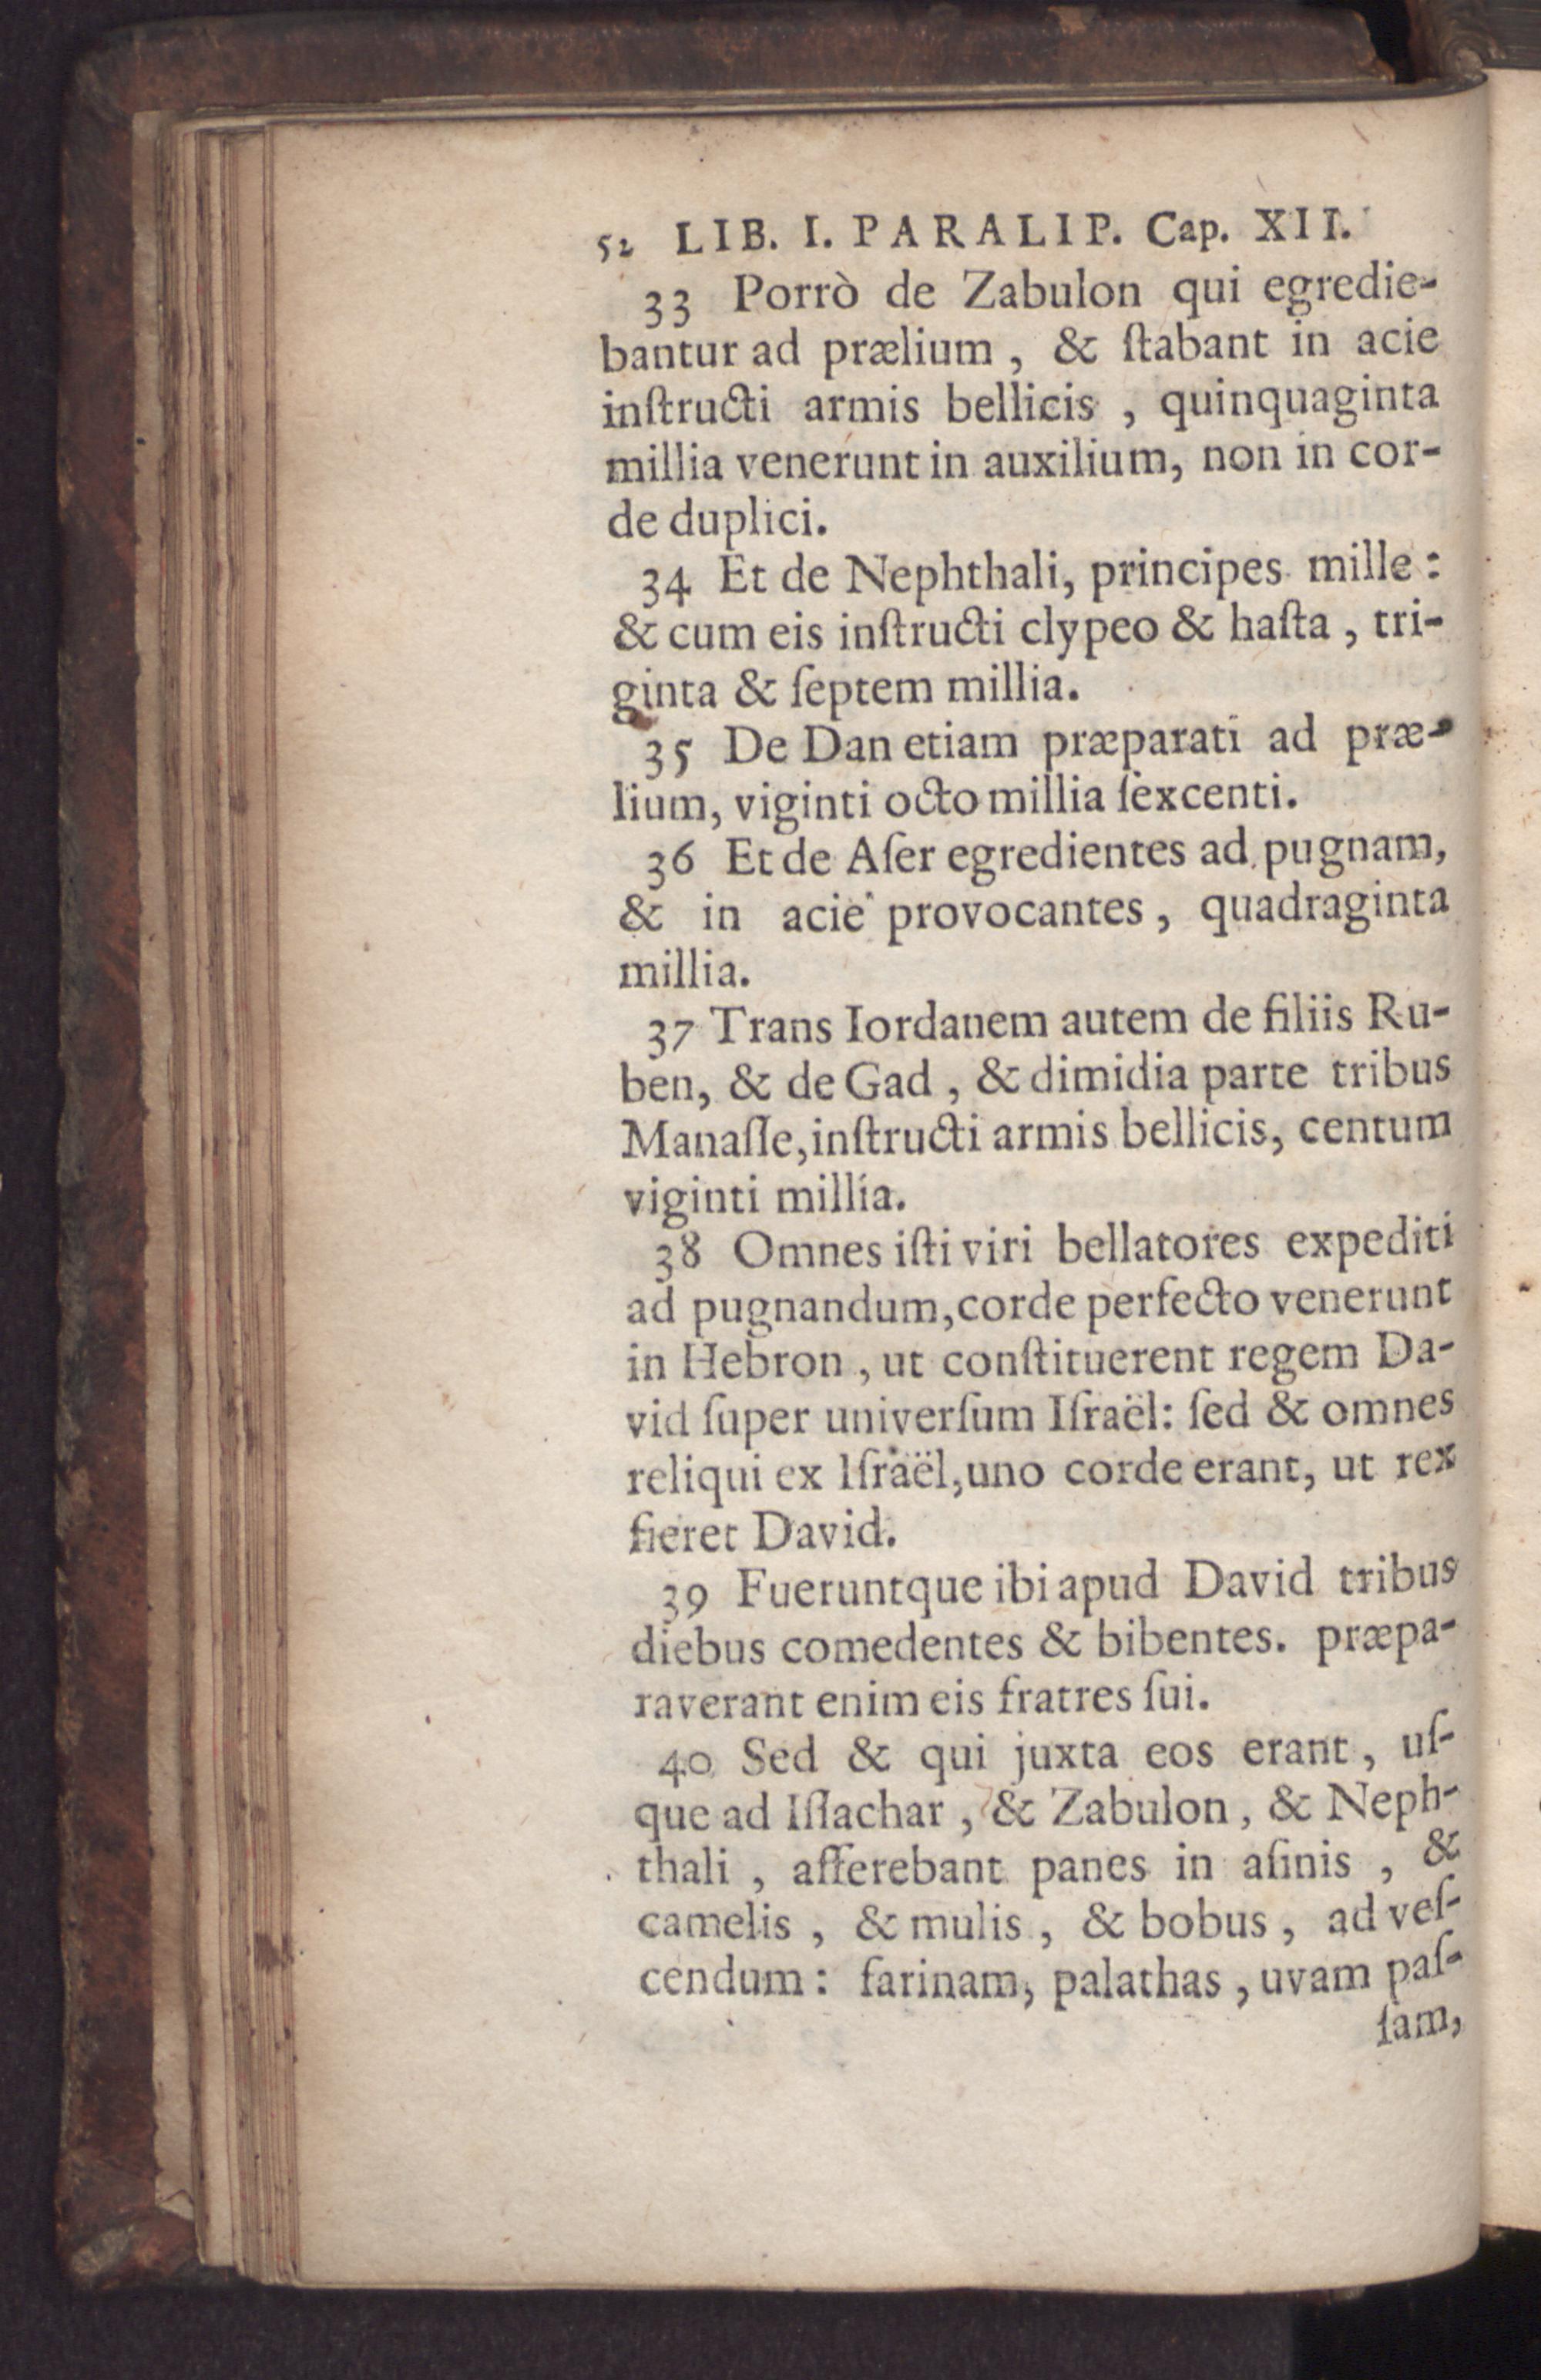 52 LIB. I. PARALIP. Cap. XII.
33 Porrò de Zabulon qui egredie-
bantur ad prælium, & ſtabant in acie
inſtructi armis bellicis, quinquaginta
millia venerunt in auxilium, non in cor-
de duplici.
34 Et de Nephthali, principes mille:
& cum eis inſtructi clypeo & haſta, tri-
ginta & ſeptem millia.
35 De Dan etiam præparati ad præ-
lium, viginti octo millia ſexcenti.
36 Et de Aſer egredientes ad pugnam,
& in acie provocantes, quadraginta
millia.
37 Trans Iordanem autem de filiis Ru-
ben, & de Gad, & dimidia parte tribus
Manaſſe, inſtructi armis bellicis, centum
viginti millia.
38 Omnes iſti viri bellatores expediti
ad pugnandum, corde perfecto venerunt
in Hebron, ut conſtituerent regem Da-
vid ſuper univerſum Iſraël: ſed & omnes
reliqui ex Iſraël, uno corde erant, ut rex
fieret David.
39 Fueruntque ibi apud David tribus
diebus comedentes & bibentes. præpa-
raverant enim eis fratres ſui.
40 Sed & qui juxta eos erant, uſ-
que ad Iſſachar, & Zabulon, & Neph-
thali, afferebant panes in aſinis, &
camelis, & mulis, & bobus, ad veſ-
cendum: farinam, palathas, uvam paſ-
ſam,